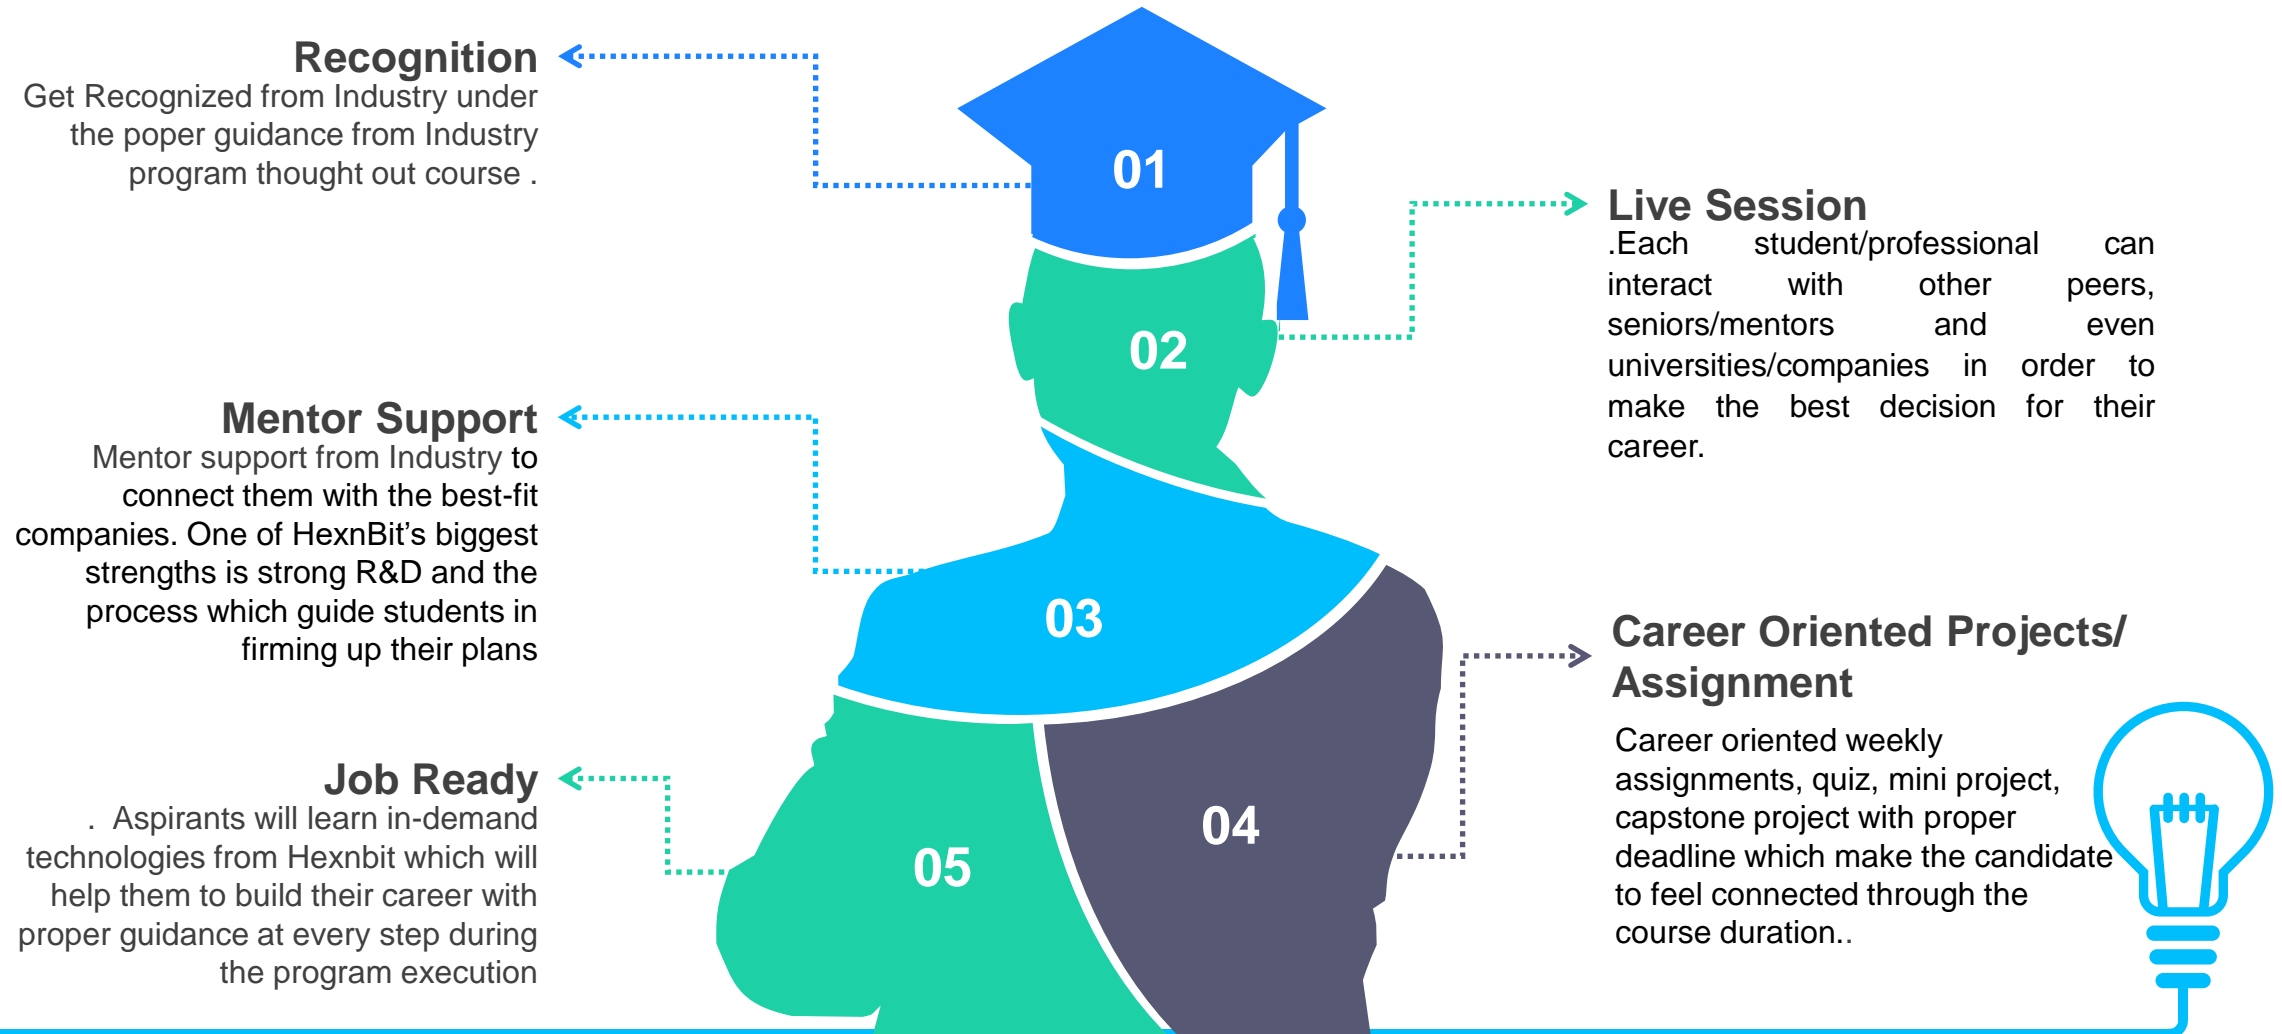 Recognition
Get Recognized from Industry under
the poper guidance from Industry
program thought out course .
01
Live Session
.Each student/professional can
interact with other peers,
seniors/mentors and even
universities/companies in order to
make the best decision for their
career.
02
Mentor Support
Mentor support from Industry to
connect them with the best-fit
companies. One of HexnBit’s biggest
strengths is strong R&D and the
process which guide students in
firming up their plans
03
Career Oriented Projects/
Assignment
Career oriented weekly
assignments, quiz, mini project,
capstone project with proper
deadline which make the candidate
to feel connected through the
course duration..
04
Job Ready
. Aspirants will learn in-demand
technologies from Hexnbit which will
help them to build their career with
proper guidance at every step during
the program execution
05